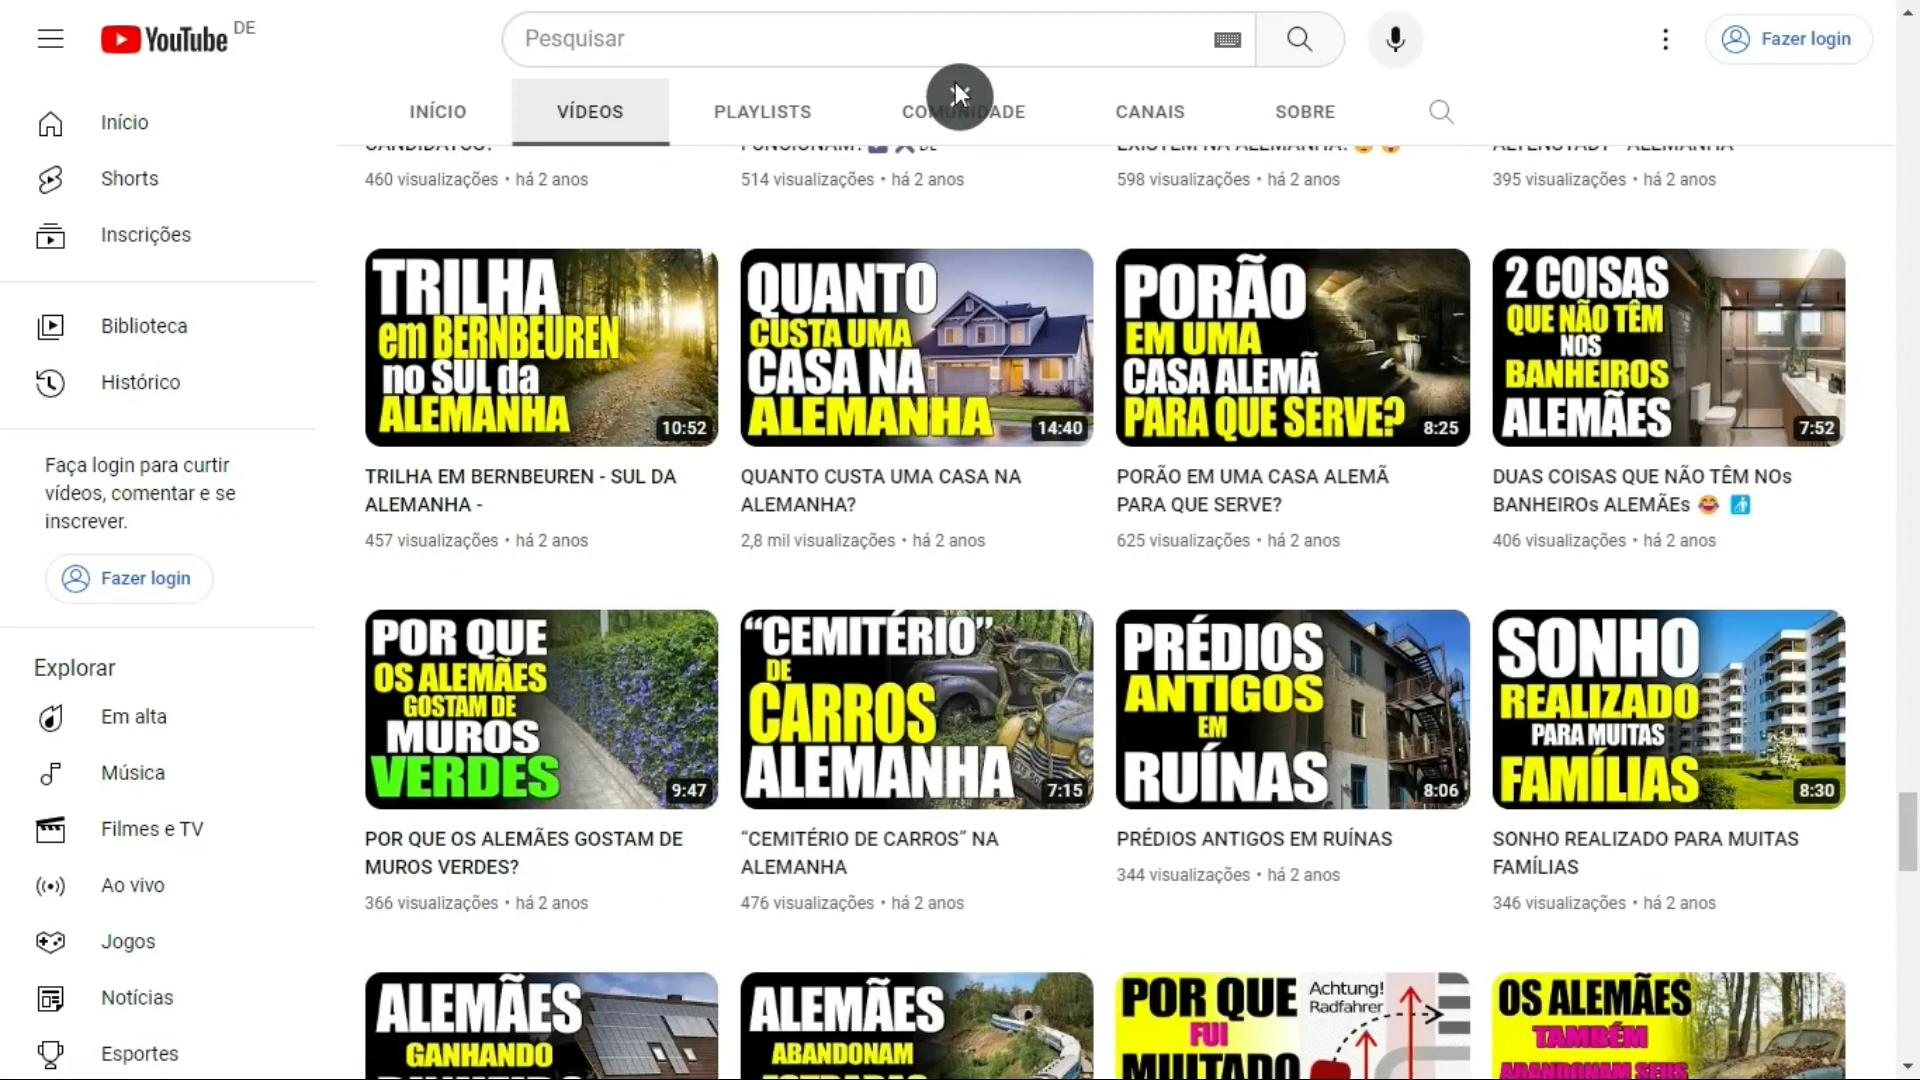 YouTube DE
Pesquisar
Fazer login
INÍCIO
VÍDEOS
PLAYLISTS
COMUNIDADE
CANAIS
SOBRE
Início
Shorts
Inscrições
Biblioteca
Histórico
Faça login para curtir
vídeos, comentar e se
inscrever.
Fazer login
Explorar
Em alta
Música
Filmes e TV
Ao vivo
Jogos
Notícias
Esportes
460 visualizações • há 2 anos
514 visualizações • há 2 anos
598 visualizações • há 2 anos
395 visualizações • há 2 anos
TRILHA
em BERNBEUREN
no SUL da
ALEMANHA
10:52
TRILHA EM BERNBEUREN - SUL DA
ALEMANHA -
457 visualizações • há 2 anos
QUANTO
CUSTA UMA
CASA NA
ALEMANHA
14:40
QUANTO CUSTA UMA CASA NA
ALEMANHA?
2,8 mil visualizações • há 2 anos
PORÃO
EM UMA
CASA ALEMÃ
PARA QUE SERVE?
8:25
PORÃO EM UMA CASA ALEMÃ
PARA QUE SERVE?
625 visualizações • há 2 anos
2 COISAS
QUE NÃO TÊM
NOS
BANHEIROS
ALEMÃES
7:52
DUAS COISAS QUE NÃO TÊM NOs
BANHEIROs ALEMÃEs 😂 🚮
406 visualizações • há 2 anos
POR QUE
OS ALEMÃES
GOSTAM DE
MUROS
VERDES
9:47
POR QUE OS ALEMÃES GOSTAM DE
MUROS VERDES?
366 visualizações • há 2 anos
“CEMITÉRIO”
DE
CARROS
ALEMANHA
7:15
“CEMITÉRIO DE CARROS” NA
ALEMANHA
476 visualizações • há 2 anos
PRÉDIOS
ANTIGOS
EM
RUÍNAS
8:06
PRÉDIOS ANTIGOS EM RUÍNAS
344 visualizações • há 2 anos
SONHO
REALIZADO
PARA MUITAS
FAMÍLIAS
8:30
SONHO REALIZADO PARA MUITAS
FAMÍLIAS
346 visualizações • há 2 anos
ALEMÃES
GANHANDO
ALEMÃES
ABANDONAM
POR QUE
FUI
MULTADO
Achtung!
Radfahrer
OS ALEMÃES
TAMBÉM
ABANDONAM SEUS